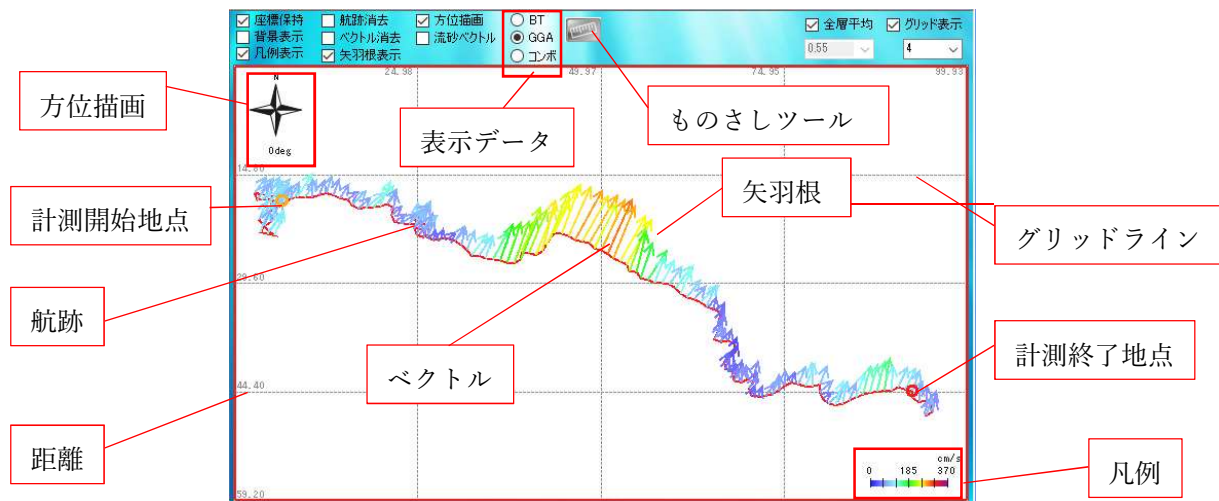 座標保持 航跡消去 方位描画 BT 全層平均 グリッド表示
背景表示 ベクトル消去 流砂ベクトル GGA 0.55 4
凡例表示 矢羽根表示 コンボ
24.98 49.97 74.95 99.93
N
0deg
方位描画
表示データ
ものさしツール
14.80
計測開始地点
矢羽根
グリッドライン
29.60
航跡
ベクトル
計測終了地点
44.40
距離
cm/s
0 185 370
凡例
59.20